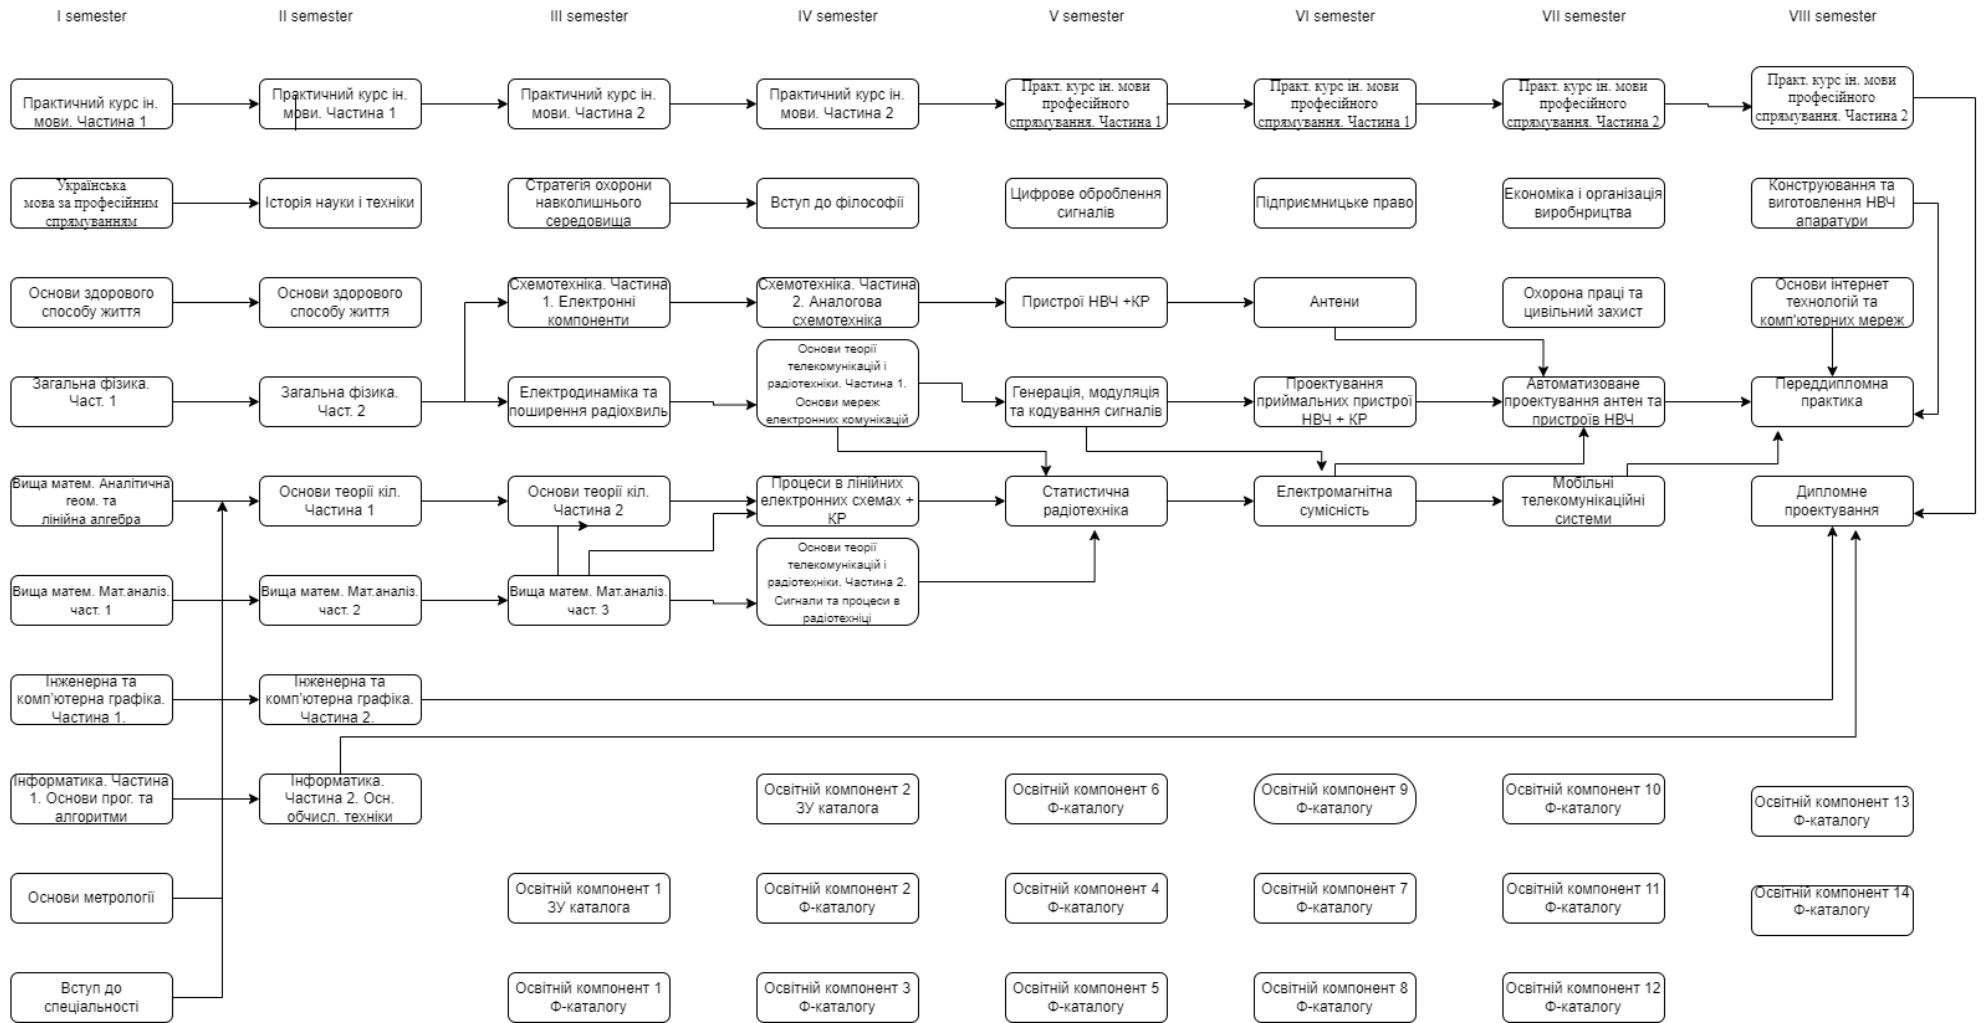 I semester
II semester
III semester
IV semester
V semester
VI semester
VII semester
VIII semester
Практичний курс ін.
мови. Частина 1
Практичний курс ін.
мови. Частина 1
Практичний курс ін.
мови. Частина 2
Практичний курс ін.
мови. Частина 2
Практ. курс ін. мови
професійного
спрямування. Частина 1
Практ. курс ін. мови
професійного
спрямування. Частина 1
Практ. курс ін. мови
професійного
спрямування. Частина 2
Практ. курс ін. мови
професійного
спрямування. Частина 2
Українська
мова за професійним
спрямуванням
Історія науки і техніки
Стратегія охорони
навколишнього
середовища
Вступ до філософії
Цифрове оброблення
сигналів
Підприємницьке право
Економіка і організація
виробнрицтва
Конструювання та
виготовлення НВЧ
апаратури
Основи здорового
способу життя
Основи здорового
способу життя
Схемотехніка. Частина
1. Електронні
компоненти
Схемотехніка. Частина
2. Аналогова
схемотехніка
Пристрої НВЧ +КР
Антени
Охорона праці та
цивільний захист
Основи інтернет
технологій та
комп'ютерних мереж
Загальна фізика.
Част. 1
Загальна фізика.
Част. 2
Електродинаміка та
поширення радіохвиль
Основи теорії
телекомунікацій і
радіотехніки. Частина 1.
Основи мереж
електронних комунікацій
Генерація, модуляція
та кодування сигналів
Проектування
приймальних пристрої
НВЧ + КР
Автоматизоване
проектування антен та
пристроїв НВЧ
Переддипломна
практика
Вища матем. Аналітична
геом. та
лінійна алгебра
Основи теорії кіл.
Частина 1
Основи теорії кіл.
Частина 2
Процеси в лінійних
електронних схемах +
КР
Статистична
радіотехніка
Електромагнітна
сумісність
Мобільні
телекомунікаційні
системи
Дипломне
проектування
Вища матем. Мат.аналіз.
част. 1
Вища матем. Мат.аналіз.
част. 2
Вища матем. Мат.аналіз.
част. 3
Основи теорії
телекомунікацій і
радіотехніки. Частина 2.
Сигнали та процеси в
радіотехніці
Інженерна та
комп'ютерна графіка.
Частина 1.
Інженерна та
комп'ютерна графіка.
Частина 2.
Інформатика. Частина
1. Основи прог. та
алгоритми
Інформатика.
Частина 2. Осн.
обчисл. техніки
Освітній компонент 2
ЗУ каталога
Освітній компонент 6
Ф-каталогу
Освітній компонент 9
Ф-каталогу
Освітній компонент 10
Ф-каталогу
Освітній компонент 13
Ф-каталогу
Основи метрології
Освітній компонент 1
ЗУ каталога
Освітній компонент 2
Ф-каталогу
Освітній компонент 4
Ф-каталогу
Освітній компонент 7
Ф-каталогу
Освітній компонент 11
Ф-каталогу
Освітній компонент 14
Ф-каталогу
Вступ до
спеціальності
Освітній компонент 1
Ф-каталогу
Освітній компонент 3
Ф-каталогу
Освітній компонент 5
Ф-каталогу
Освітній компонент 8
Ф-каталогу
Освітній компонент 12
Ф-каталогу